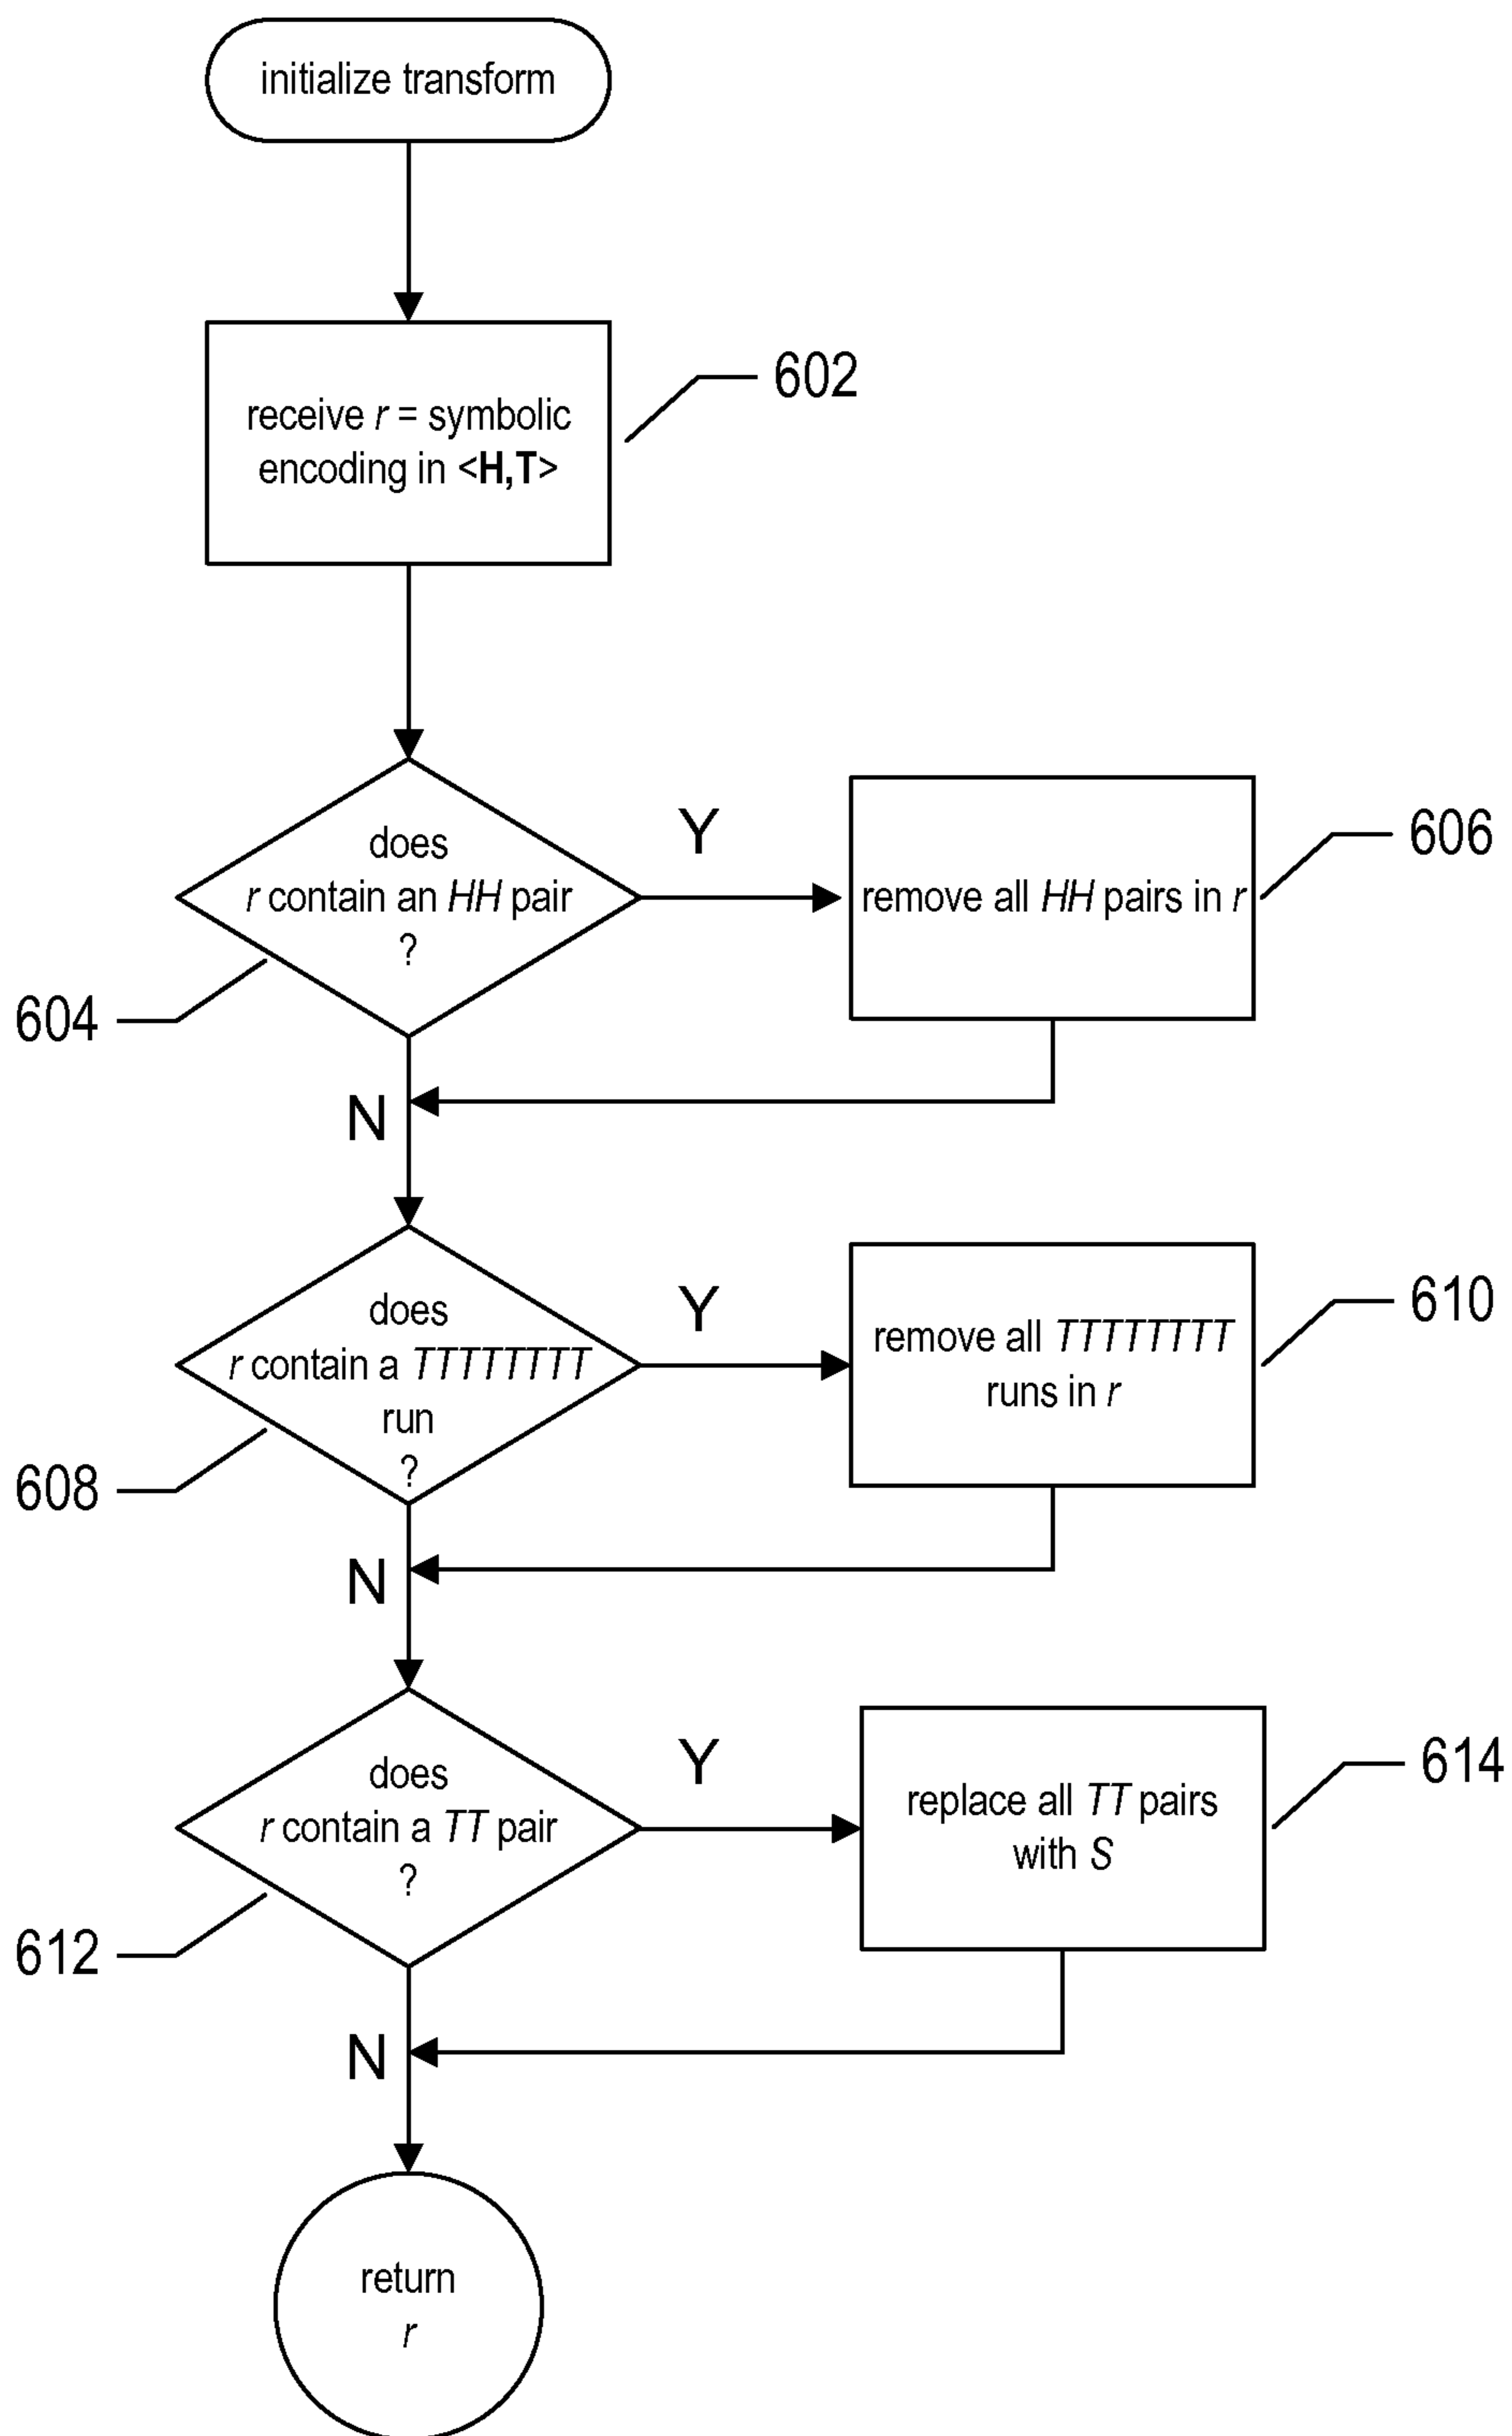 initialize transform
receive r = symbolic
encoding in <H,T>
602
does
r contain an HH pair
?
Y
remove all HH pairs in r
606
604
N
does
r contain a TTTTTTTT
run
?
Y
remove all TTTTTTTT
runs in r
610
608
N
does
r contain a TT pair
?
Y
replace all TT pairs
with S
614
612
N
return
r